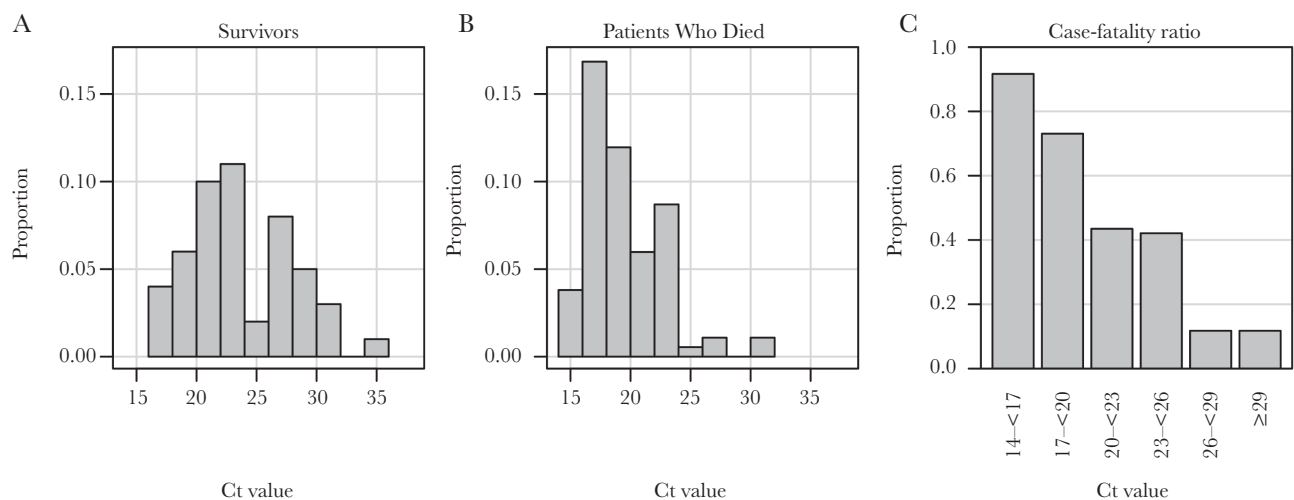 A
Survivors
Proportion
0.15
0.10
0.05
0.00
15 20 25 30 35
Ct value
B
Patients Who Died
Proportion
0.15
0.10
0.05
0.00
15 20 25 30 35
Ct value
C
Case-fatality ratio
Proportion
1.0
0.8
0.6
0.4
0.2
0.0
14–<17
17–<20
20–<23
23–<26
26–<29
≥29
Ct value